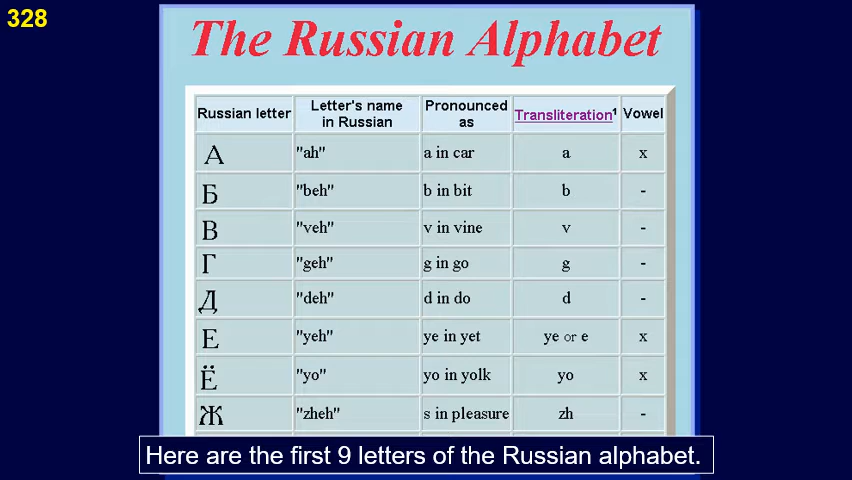 328
The Russian Alphabet
Russian letter Letter's name in Russian Pronounced as Transliteration¹ Vowel
А "ah" a in car a x
Б "beh" b in bit b -
В "veh" v in vine v -
Г "geh" g in go g -
Д "deh" d in do d -
Е "yeh" ye in yet ye or e x
Ё "yo" yo in yolk yo x
Ж "zheh" s in pleasure zh -
Here are the first 9 letters of the Russian alphabet.